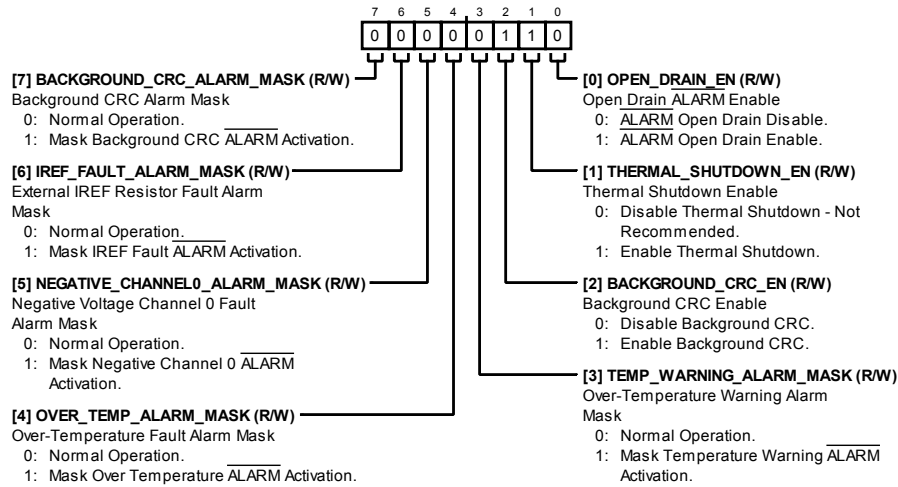 7 6 5 4 3 2 1 0
0 0 0 0 0 1 1 0
[7] BACKGROUND_CRC_ALARM_MASK (R/W)
Background CRC Alarm Mask
0: Normal Operation.
1: Mask Background CRC ALARM Activation.
[6] IREF_FAULT_ALARM_MASK (R/W)
External IREF Resistor Fault Alarm
Mask
0: Normal Operation.
1: Mask IREF Fault ALARM Activation.
[5] NEGATIVE_CHANNEL0_ALARM_MASK (R/W)
Negative Voltage Channel 0 Fault
Alarm Mask
0: Normal Operation.
1: Mask Negative Channel 0 ALARM
Activation.
[4] OVER_TEMP_ALARM_MASK (R/W)
Over-Temperature Fault Alarm Mask
0: Normal Operation.
1: Mask Over Temperature ALARM Activation.
[0] OPEN_DRAIN_EN (R/W)
Open Drain ALARM Enable
0: ALARM Open Drain Disable.
1: ALARM Open Drain Enable.
[1] THERMAL_SHUTDOWN_EN (R/W)
Thermal Shutdown Enable
0: Disable Thermal Shutdown - Not
Recommended.
1: Enable Thermal Shutdown.
[2] BACKGROUND_CRC_EN (R/W)
Background CRC Enable
0: Disable Background CRC.
1: Enable Background CRC.
[3] TEMP_WARNING_ALARM_MASK (R/W)
Over-Temperature Warning Alarm
Mask
0: Normal Operation.
1: Mask Temperature Warning ALARM
Activation.